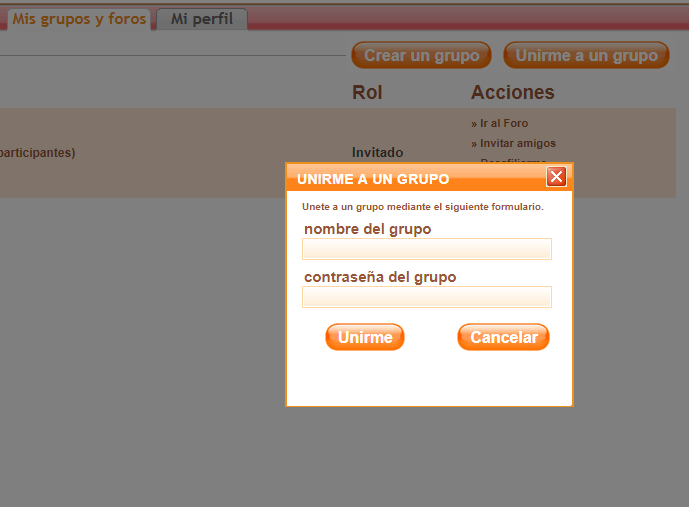 Mis grupos y foros
Mi perfil
Crear un grupo
Unirme a un grupo
Rol
Acciones
» Ir al Foro
participantes)
Invitado
» Invitar amigos
UNIRME A UN GRUPO
Unete a un grupo mediante el siguiente formulario.
nombre del grupo
contraseña del grupo
Unirme
Cancelar